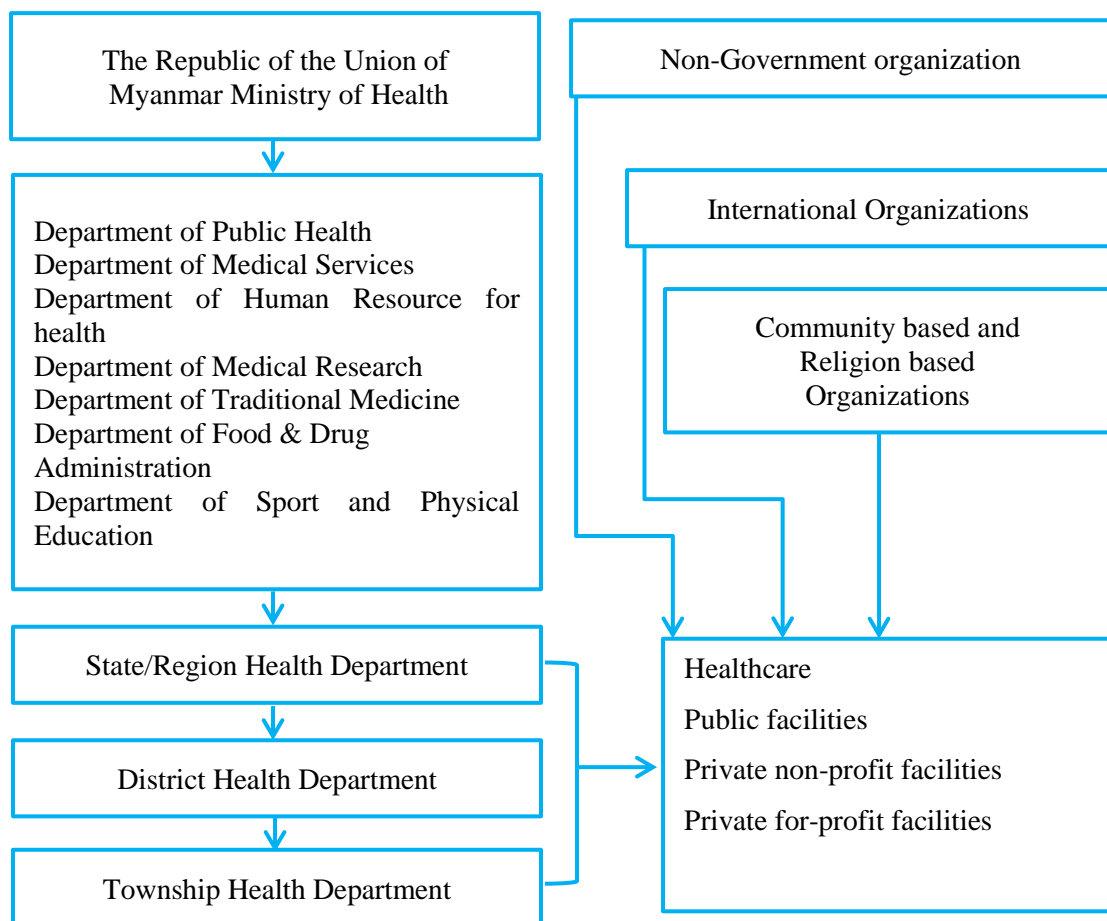 The Republic of the Union of
Myanmar Ministry of Health
Department of Public Health
Department of Medical Services
Department of Human Resource for
health
Department of Medical Research
Department of Traditional Medicine
Department of Food & Drug
Administration
Department of Sport and Physical
Education
State/Region Health Department
District Health Department
Township Health Department
Non-Government organization
International Organizations
Community based and
Religion based
Organizations
Healthcare
Public facilities
Private non-profit facilities
Private for-profit facilities